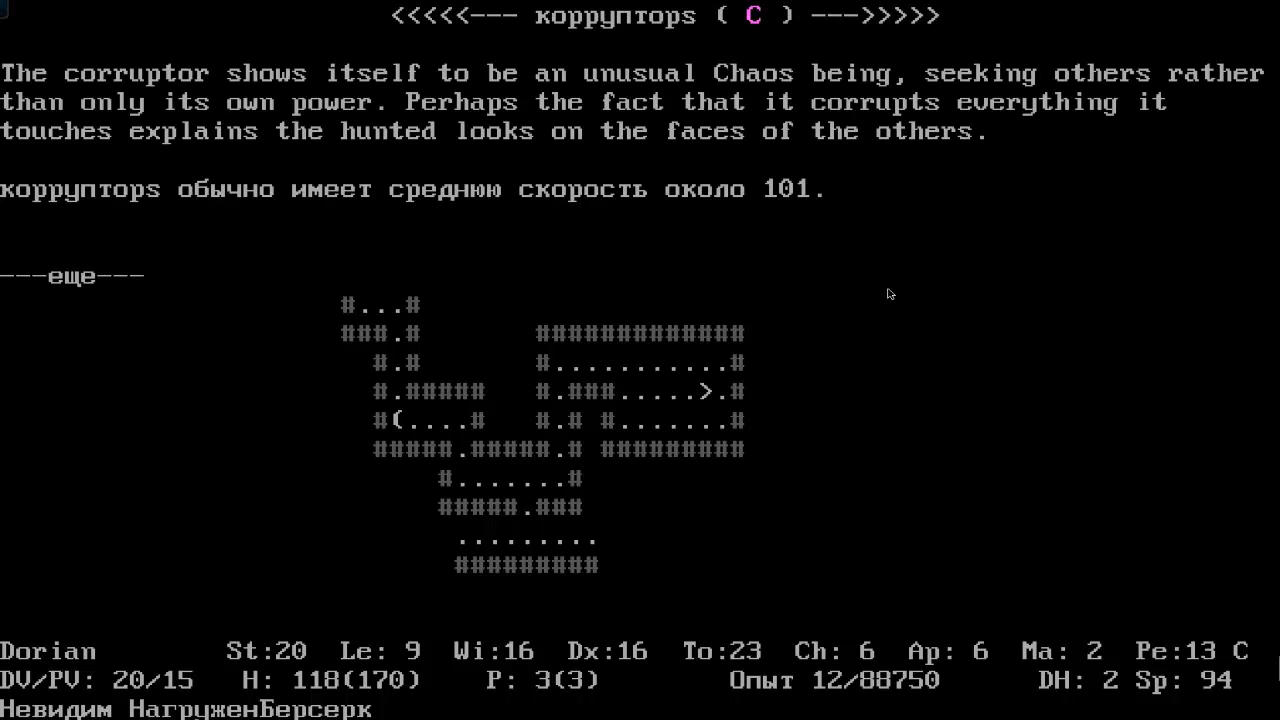 <<<<<--- коррупторs ( C ) --->>>>>
The corruptor shows itself to be an unusual Chaos being, seeking others rather
than only its own power. Perhaps the fact that it corrupts everything it
touches explains the hunted looks on the faces of the others.
коррупторs обычно имеет среднюю скорость около 101.
---еще---
#...#
###.# #############
#.# #...........#
#.##### #.###.....>.#
#(....# #.# #.......#
#####.#####.# #########
#.......#
#####.###
.........
#########
Dorian St:20 Le: 9 Wi:16 Dx:16 To:23 Ch: 6 Ap: 6 Ma: 2 Pe:13 C
DV/PV: 20/15 H: 118(170) P: 3(3) Опыт 12/88750 DH: 2 Sp: 94
Невидим НагруженБерсерк